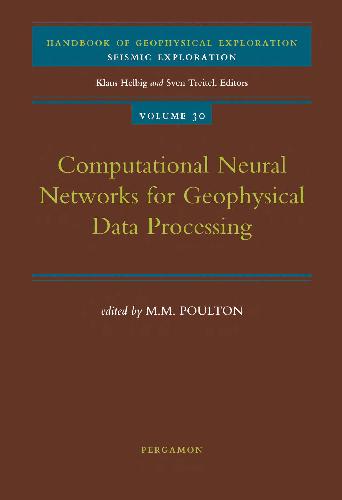 HANDBOOK OF GEOPHYSICAL EXPLORATION
SEISMIC EXPLORATION
Klaus Helbig and Sven Treitel, Editors
VOLUME 30
Computational Neural
Networks for Geophysical
Data Processing
edited by M.M. POULTON
PERGAMON